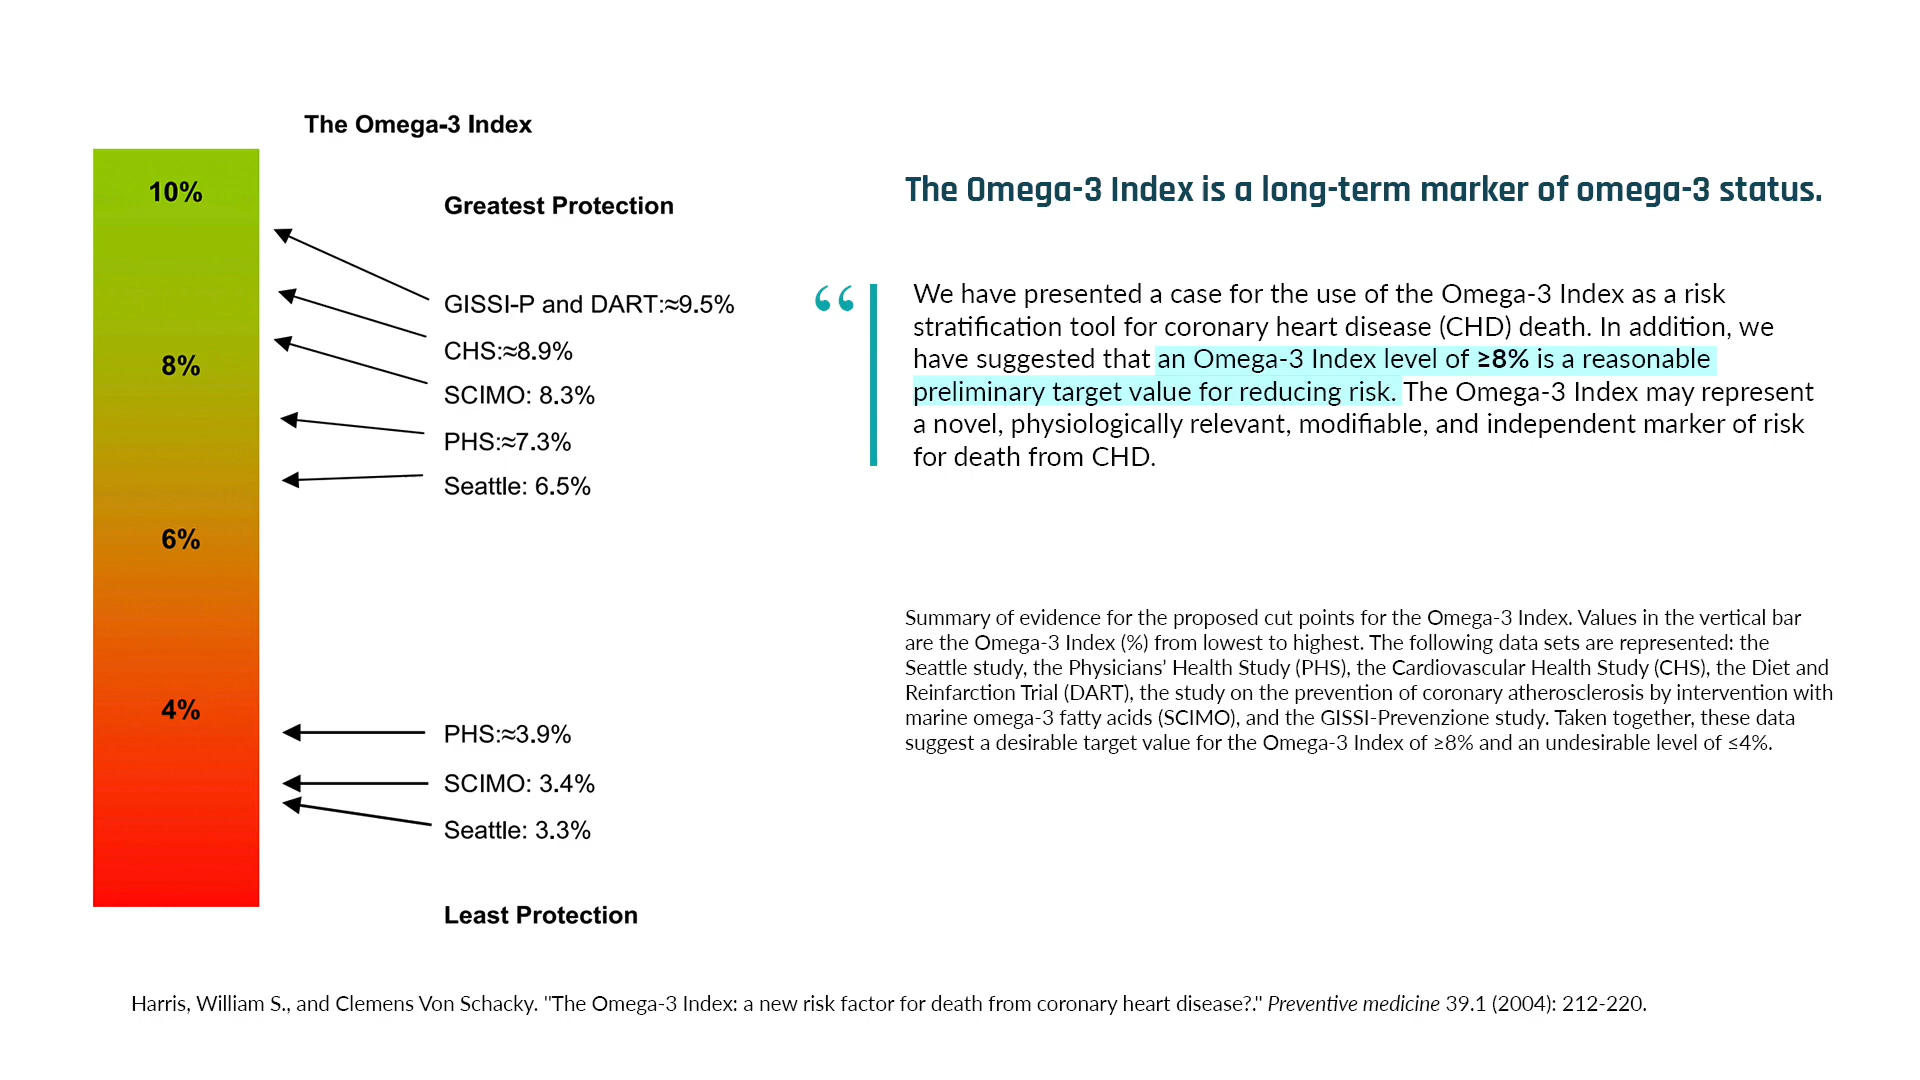 The Omega-3 Index
10%
Greatest Protection
GISSI-P and DART:≈9.5%
CHS:≈8.9%
8%
SCIMO: 8.3%
PHS:≈7.3%
Seattle: 6.5%
6%
4%
PHS:≈3.9%
SCIMO: 3.4%
Seattle: 3.3%
Least Protection
The Omega-3 Index is a long-term marker of omega-3 status.
“
We have presented a case for the use of the Omega-3 Index as a risk
stratification tool for coronary heart disease (CHD) death. In addition, we
have suggested that an Omega-3 Index level of ≥8% is a reasonable
preliminary target value for reducing risk. The Omega-3 Index may represent
a novel, physiologically relevant, modifiable, and independent marker of risk
for death from CHD.
Summary of evidence for the proposed cut points for the Omega-3 Index. Values in the vertical bar
are the Omega-3 Index (%) from lowest to highest. The following data sets are represented: the
Seattle study, the Physicians' Health Study (PHS), the Cardiovascular Health Study (CHS), the Diet and
Reinfarction Trial (DART), the study on the prevention of coronary atherosclerosis by intervention with
marine omega-3 fatty acids (SCIMO), and the GISSI-Prevenzione study. Taken together, these data
suggest a desirable target value for the Omega-3 Index of ≥8% and an undesirable level of ≤4%.
Harris, William S., and Clemens Von Schacky. "The Omega-3 Index: a new risk factor for death from coronary heart disease?." Preventive medicine 39.1 (2004): 212-220.